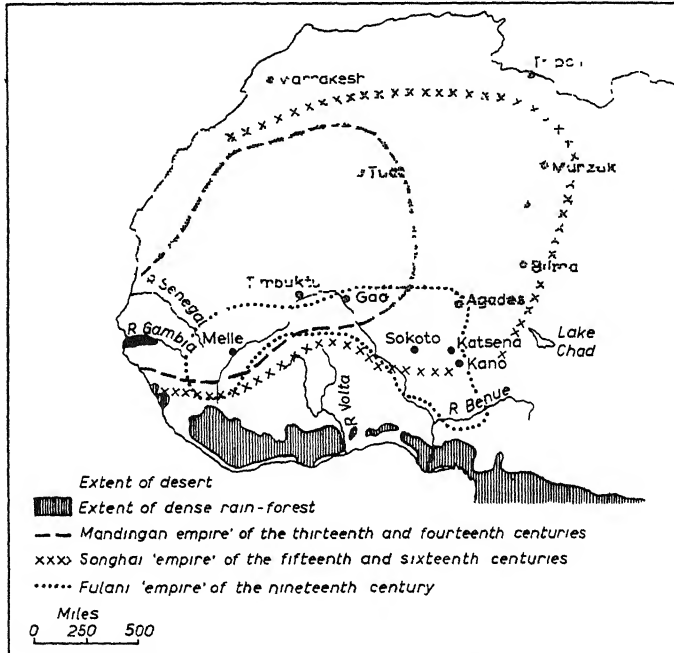 Marrakesh
Murzuk
Bilma
R Senegal
Timbuktu
Gao
Agades
R Gambia
Melle
Sokoto
Katsena
Kano
Lake
Chad
R Volta
R Benue
Extent of desert
Extent of dense rain-forest
Mandingan empire' of the thirteenth and fourteenth centuries
Songhai 'empire' of the fifteenth and sixteenth centuries
Fulani 'empire' of the nineteenth century
Miles
0 250 500